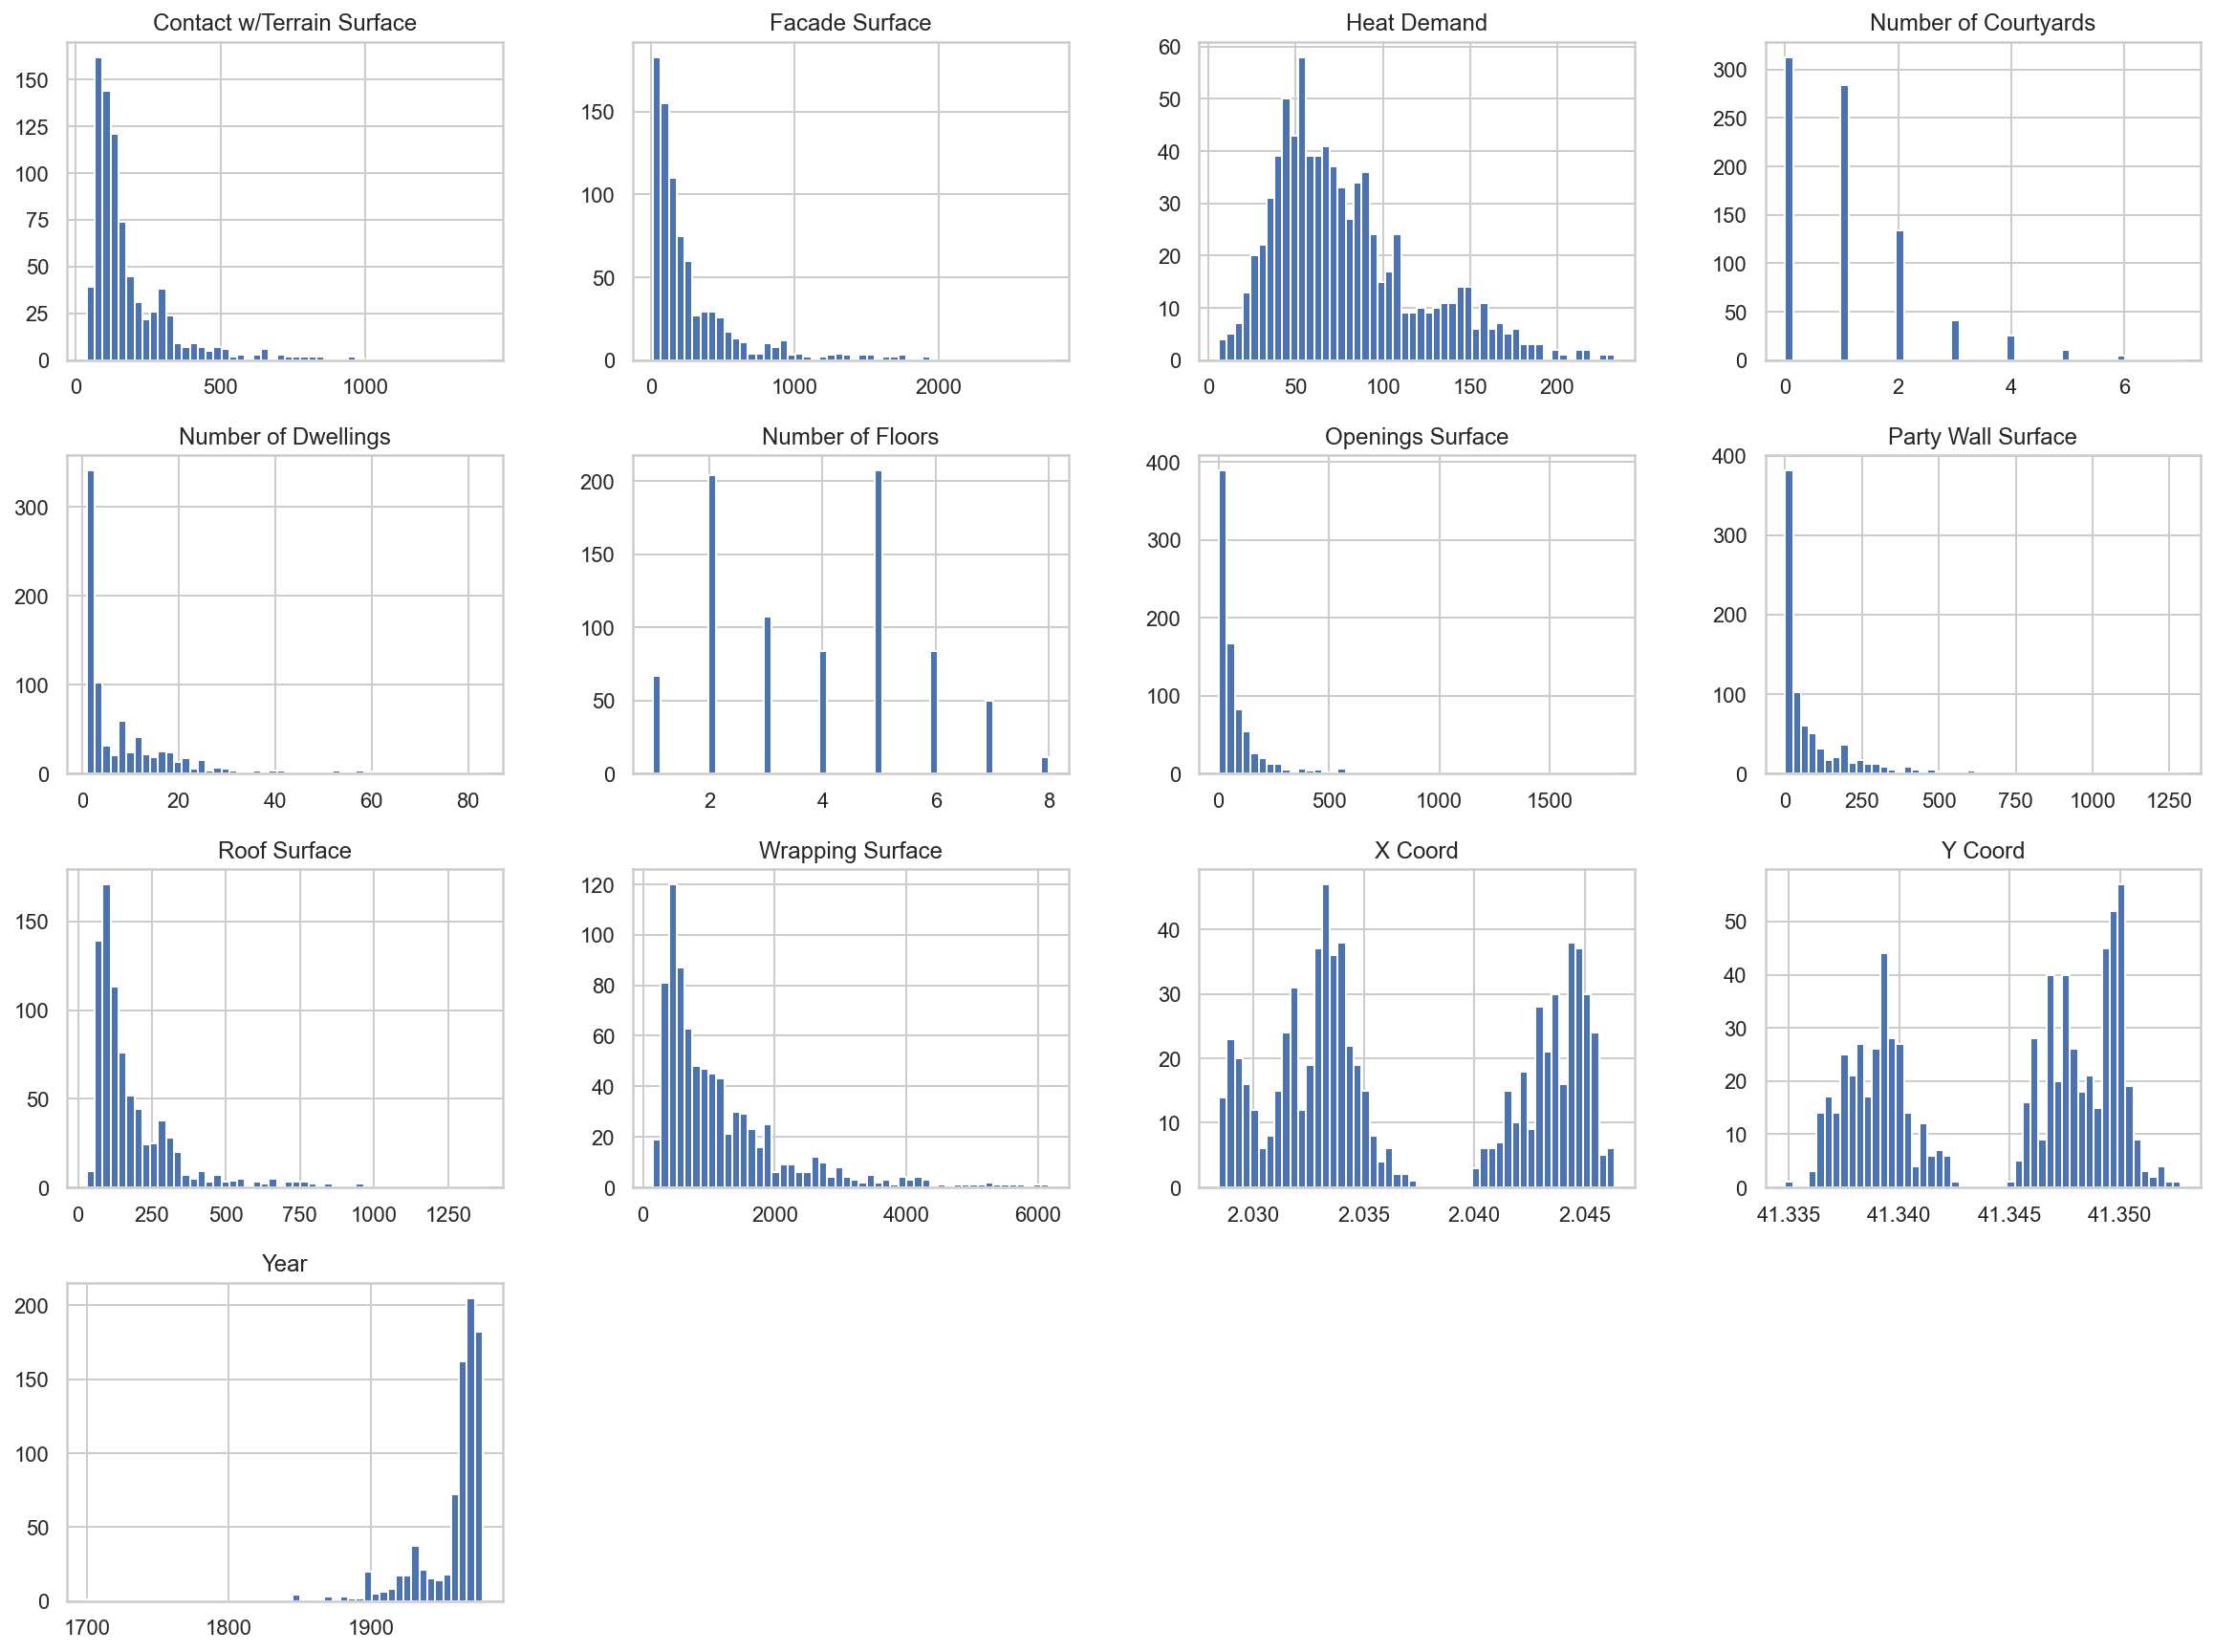 Contact w/Terrain Surface
150
125
100
75
50
25
0
0 500 1000
Facade Surface
150
100
50
0
0 1000 2000
Heat Demand
60
50
40
30
20
10
0
0 50 100 150 200
Number of Courtyards
300
250
200
150
100
50
0
0 2 4 6
Number of Dwellings
300
200
100
0
0 20 40 60 80
Number of Floors
200
150
100
50
0
2 4 6 8
Openings Surface
400
300
200
100
0
0 500 1000 1500
Party Wall Surface
400
300
200
100
0
0 250 500 750 1000 1250
Roof Surface
150
100
50
0
0 250 500 750 1000 1250
Wrapping Surface
120
100
80
60
40
20
0
0 2000 4000 6000
X Coord
40
30
20
10
0
2.030 2.035 2.040 2.045
Y Coord
50
40
30
20
10
0
41.335 41.340 41.345 41.350
Year
200
150
100
50
0
1700 1800 1900